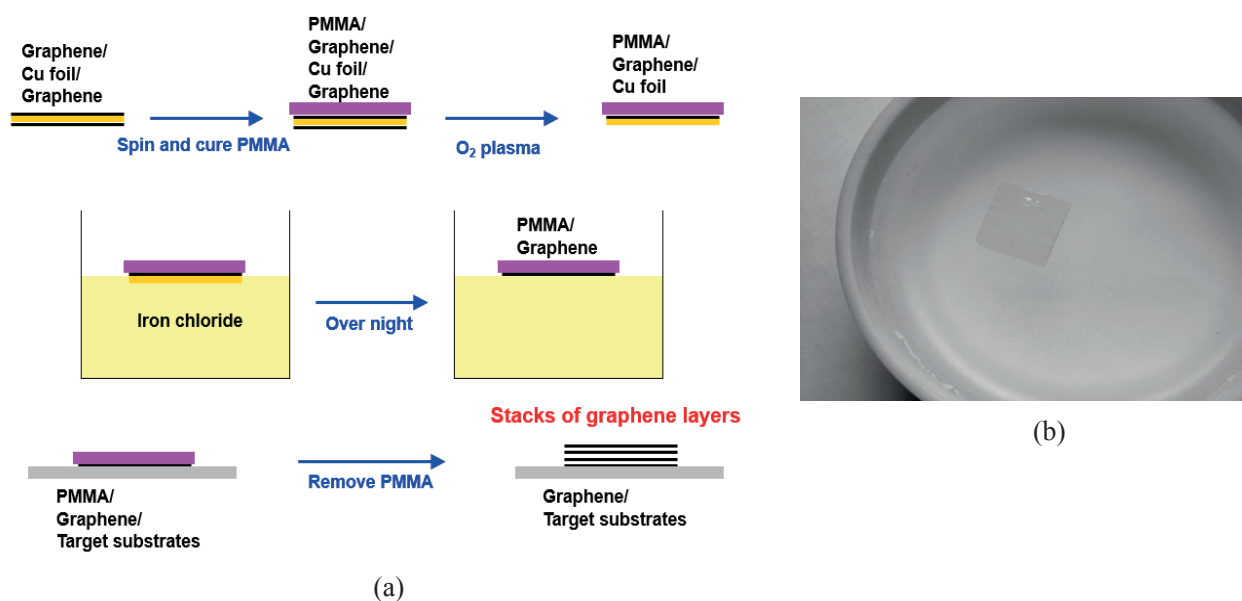 Graphene/
Cu foil/
Graphene
Spin and cure PMMA
PMMA/
Graphene/
Cu foil/
Graphene
O₂ plasma
PMMA/
Graphene/
Cu foil
Iron chloride
Over night
PMMA/
Graphene
PMMA/
Graphene/
Target substrates
Remove PMMA
Stacks of graphene layers
Graphene/
Target substrates
(a)
(b)